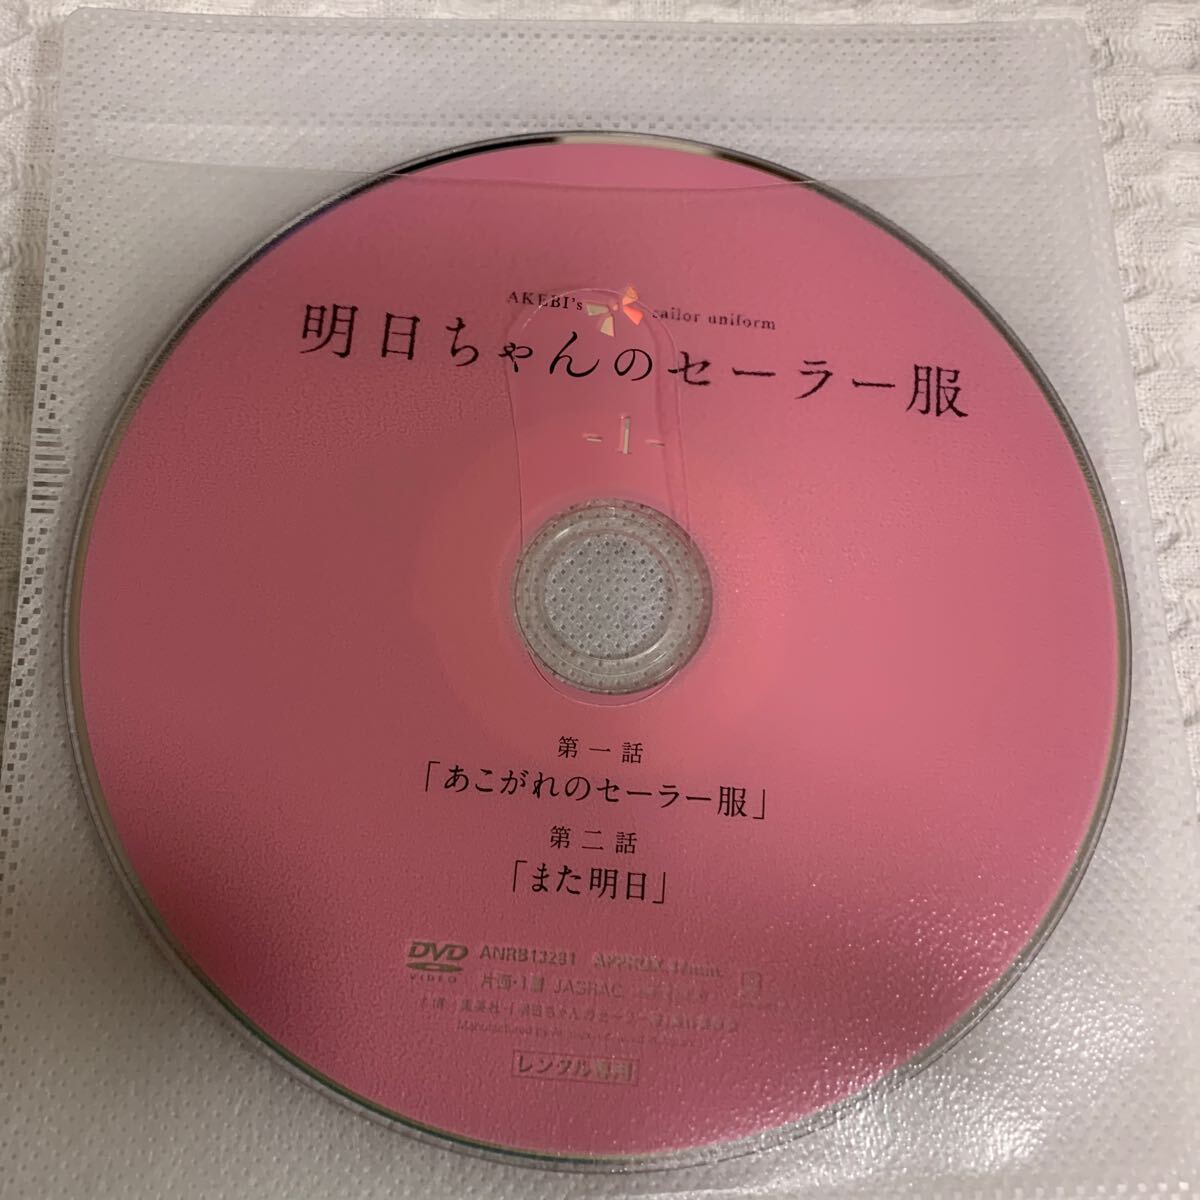 AKEBI's sailor uniform
明日ちゃんのセーラー服
-1-
第一話
「あこがれのセーラー服」
第二話
「また明日」
DVD VIDEO ANRB13281 APPROX.
片面・1層 JASRAC
レンタル専用